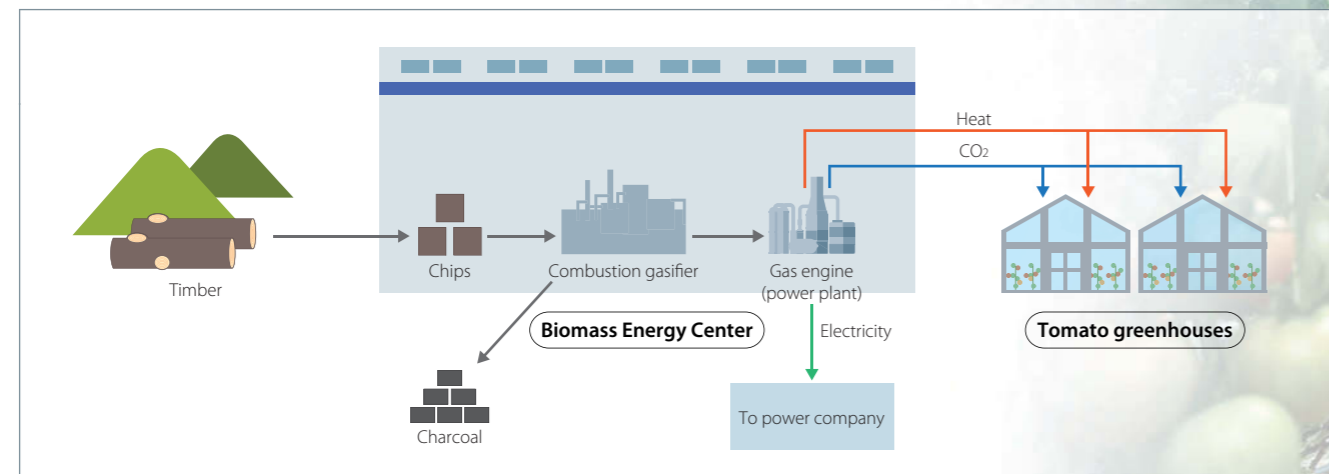 Heat
CO2
Timber
Chips
Combustion gasifier
Gas engine
(power plant)
Biomass Energy Center
Electricity
Tomato greenhouses
Charcoal
To power company